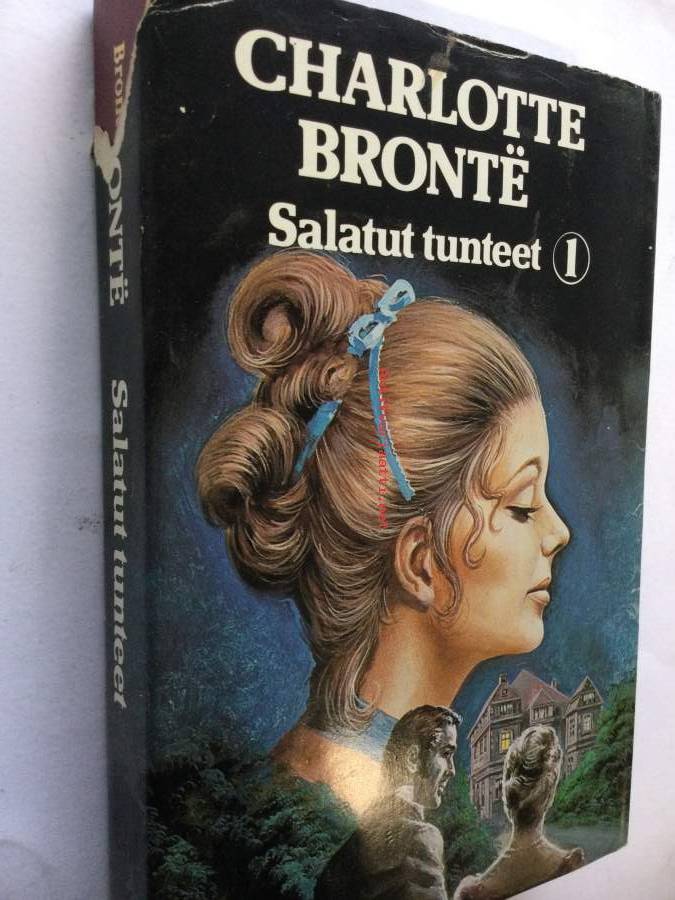 CHARLOTTE
BRONTË
Salatut tunteet 1
ONTË Salatut tunteet